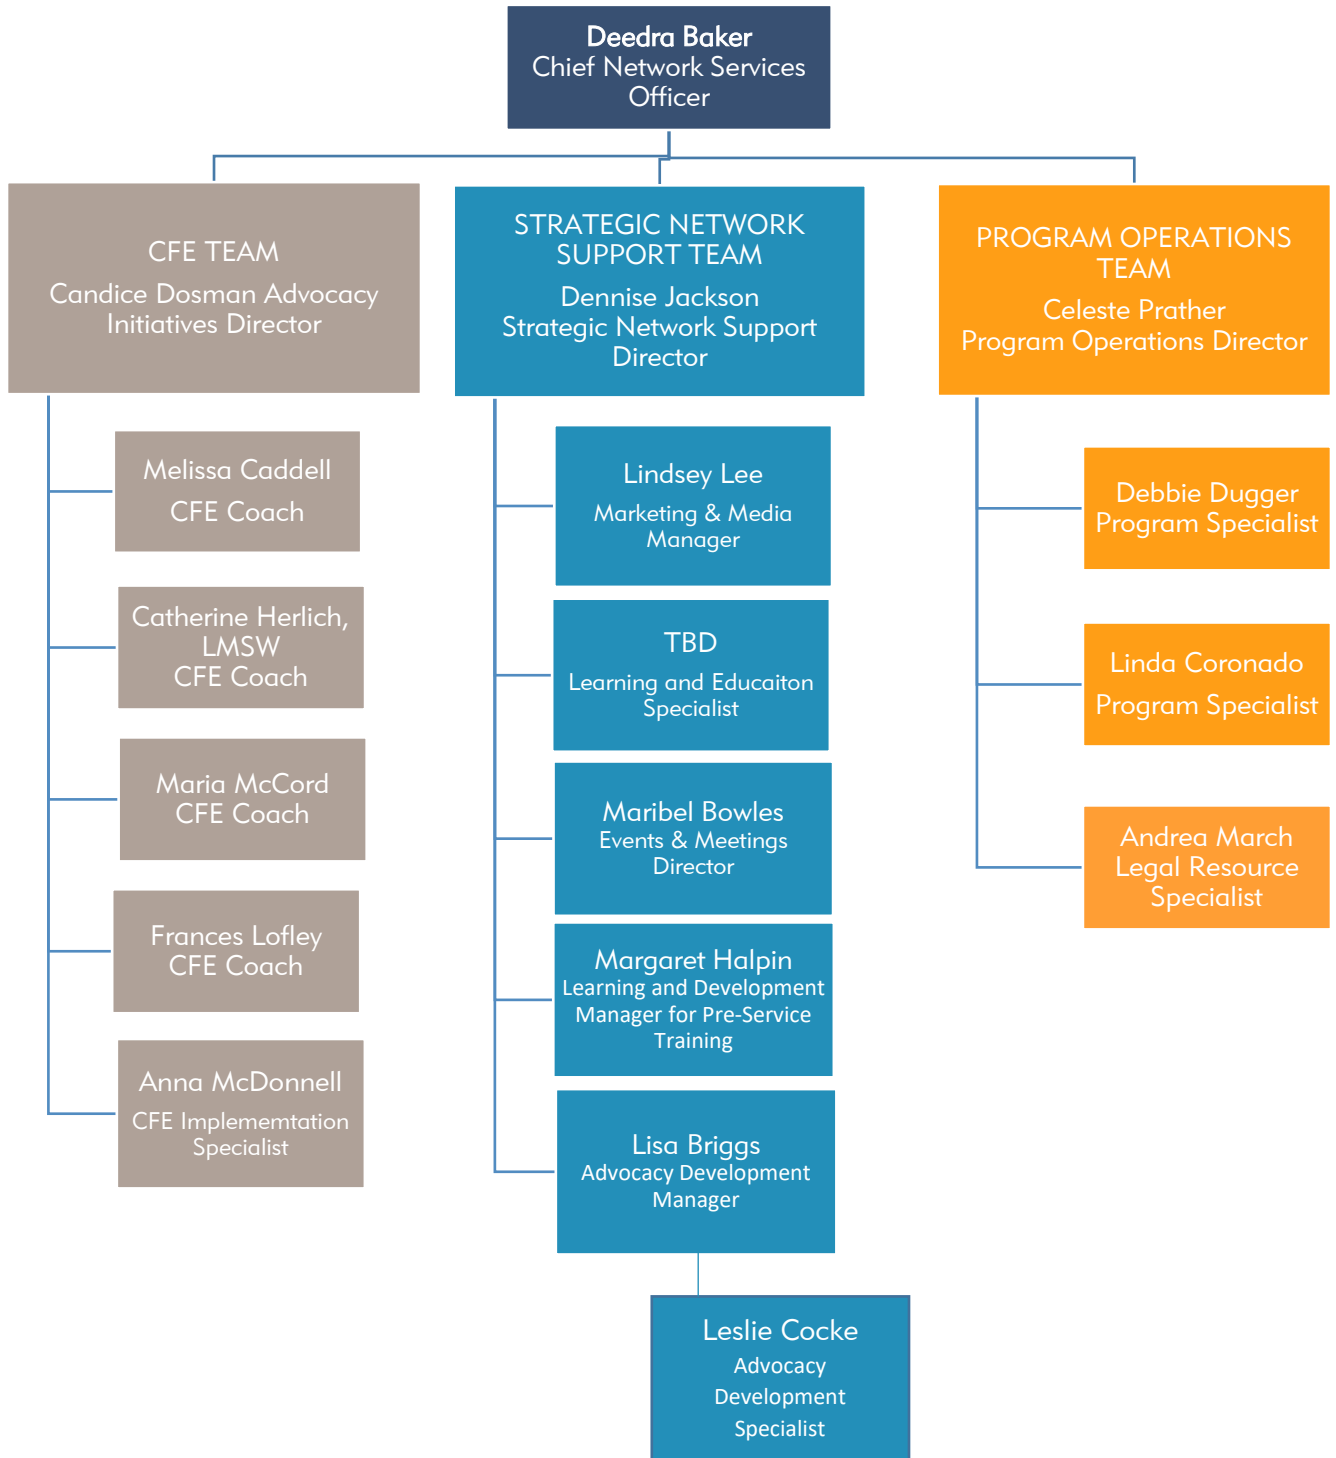 Deedra Baker
Chief Network Services
Officer
CFE TEAM
Candice Dosman Advocacy
Initiatives Director
Melissa Caddell
CFE Coach
Catherine Herlich,
LMSW
CFE Coach
Maria McCord
CFE Coach
Frances Lofley
CFE Coach
Anna McDonnell
CFE Implememtation
Specialist
STRATEGIC NETWORK
SUPPORT TEAM
Dennise Jackson
Strategic Network Support
Director
Lindsey Lee
Marketing & Media
Manager
TBD
Learning and Educaiton
Specialist
Maribel Bowles
Events & Meetings
Director
Margaret Halpin
Learning and Development
Manager for Pre-Service
Training
Lisa Briggs
Advocacy Development
Manager
Leslie Cocke
Advocacy
Development
Specialist
PROGRAM OPERATIONS
TEAM
Celeste Prather
Program Operations Director
Debbie Dugger
Program Specialist
Linda Coronado
Program Specialist
Andrea March
Legal Resource
Specialist